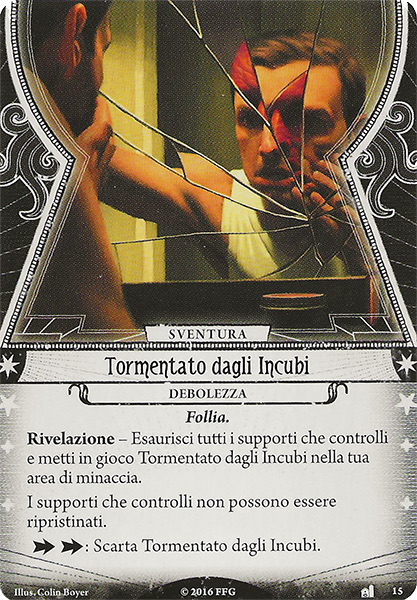 SVENTURA
Tormentato dagli Incubi
DEBOLEZZA
Follia.
Rivelazione – Esaurisci tutti i supporti che controlli
e metti in gioco Tormentato dagli Incubi nella tua
area di minaccia.
I supporti che controlli non possono essere
ripristinati.
: Scarta Tormentato dagli Incubi.
Illus. Colin Boyer © 2016 FFG 15